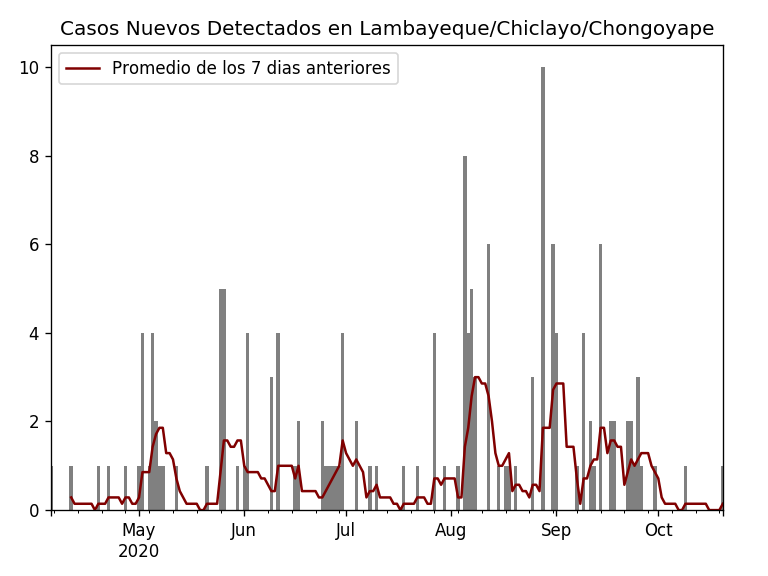 Casos Nuevos Detectados en Lambayeque/Chiclayo/Chongoyape
Promedio de los 7 dias anteriores
10
8
6
4
2
0
May Jun Jul Aug Sep Oct
2020